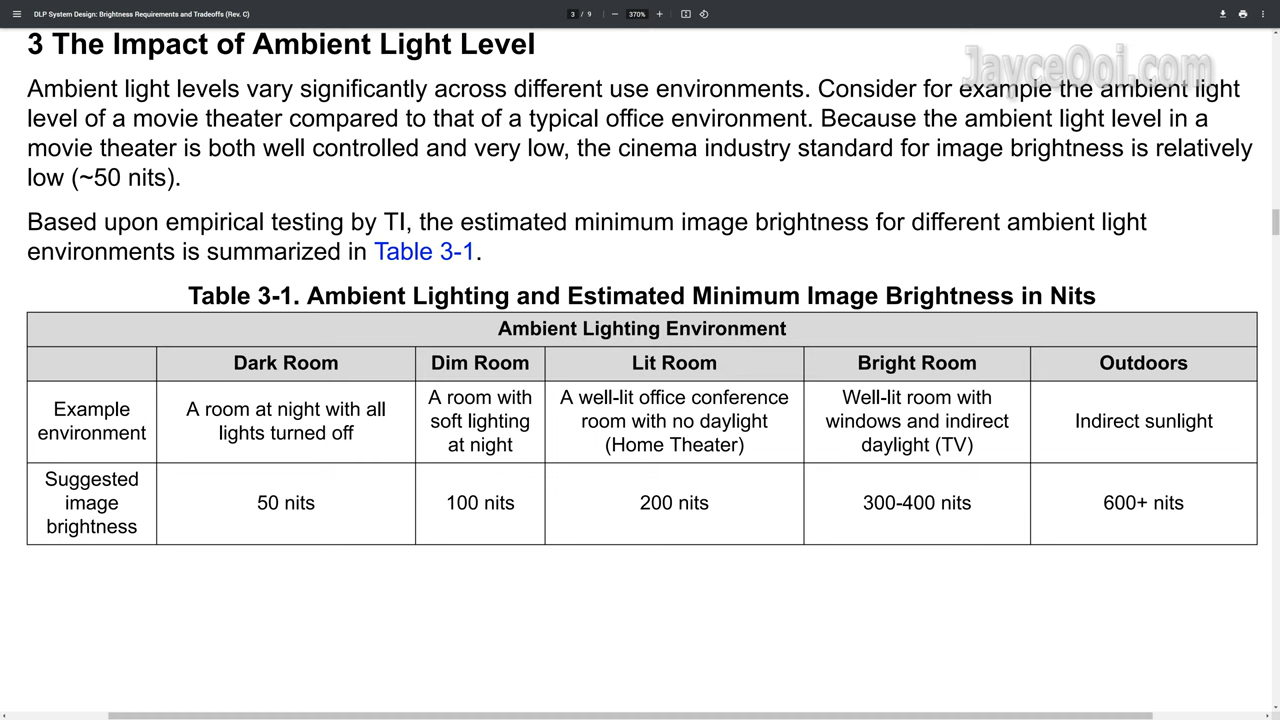 DLP System Design: Brightness Requirements and Tradeoffs (Rev. C)
3 / 9
370%
JayceOoi.com
3 The Impact of Ambient Light Level
Ambient light levels vary significantly across different use environments. Consider for example the ambient light
level of a movie theater compared to that of a typical office environment. Because the ambient light level in a
movie theater is both well controlled and very low, the cinema industry standard for image brightness is relatively
low (~50 nits).
Based upon empirical testing by TI, the estimated minimum image brightness for different ambient light
environments is summarized in Table 3-1.
Table 3-1. Ambient Lighting and Estimated Minimum Image Brightness in Nits
Ambient Lighting Environment
Dark Room Dim Room Lit Room Bright Room Outdoors
Example
environment
A room at night with all
lights turned off
A room with
soft lighting
at night
A well-lit office conference
room with no daylight
(Home Theater)
Well-lit room with
windows and indirect
daylight (TV)
Indirect sunlight
Suggested
image
brightness
50 nits 100 nits 200 nits 300-400 nits 600+ nits